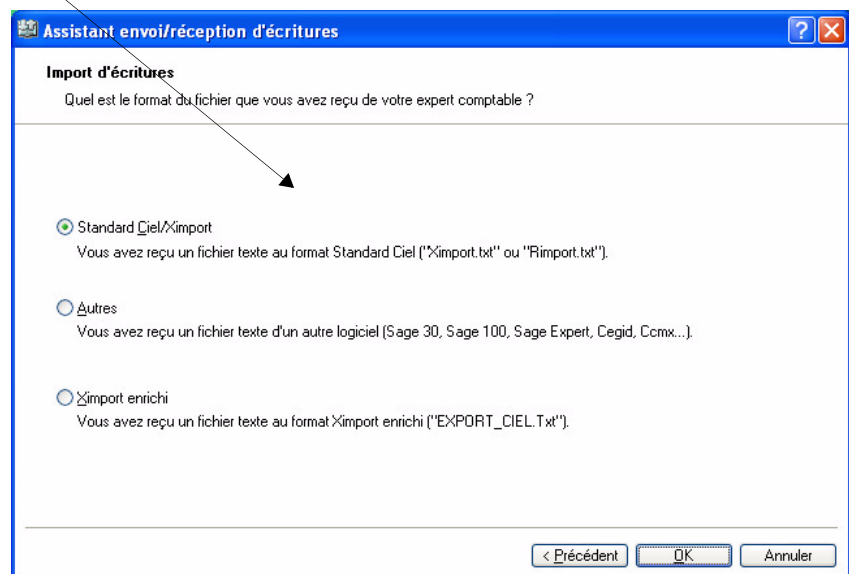 Assistant envoi/réception d'écritures
Import d'écritures
Quel est le format du fichier que vous avez reçu de votre expert comptable ?
Standard Ciel/Ximport
Vous avez reçu un fichier texte au format Standard Ciel ("Ximport.txt" ou "Rimport.txt").
Autres
Vous avez reçu un fichier texte d'un autre logiciel (Sage 30, Sage 100, Sage Expert, Cegid, Ccmx...).
Ximport enrichi
Vous avez reçu un fichier texte au format Ximport enrichi ("EXPORT_CIEL.Txt").
< Précédent OK Annuler